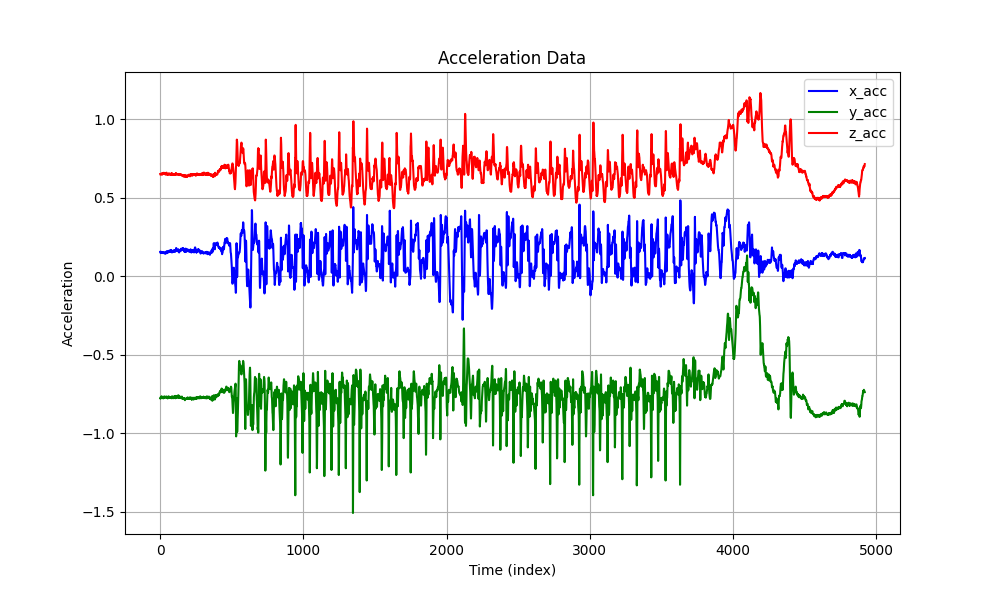 Acceleration Data
x_acc
y_acc
z_acc
1.0
0.5
0.0
−0.5
−1.0
−1.5
Acceleration
0 1000 2000 3000 4000 5000
Time (index)